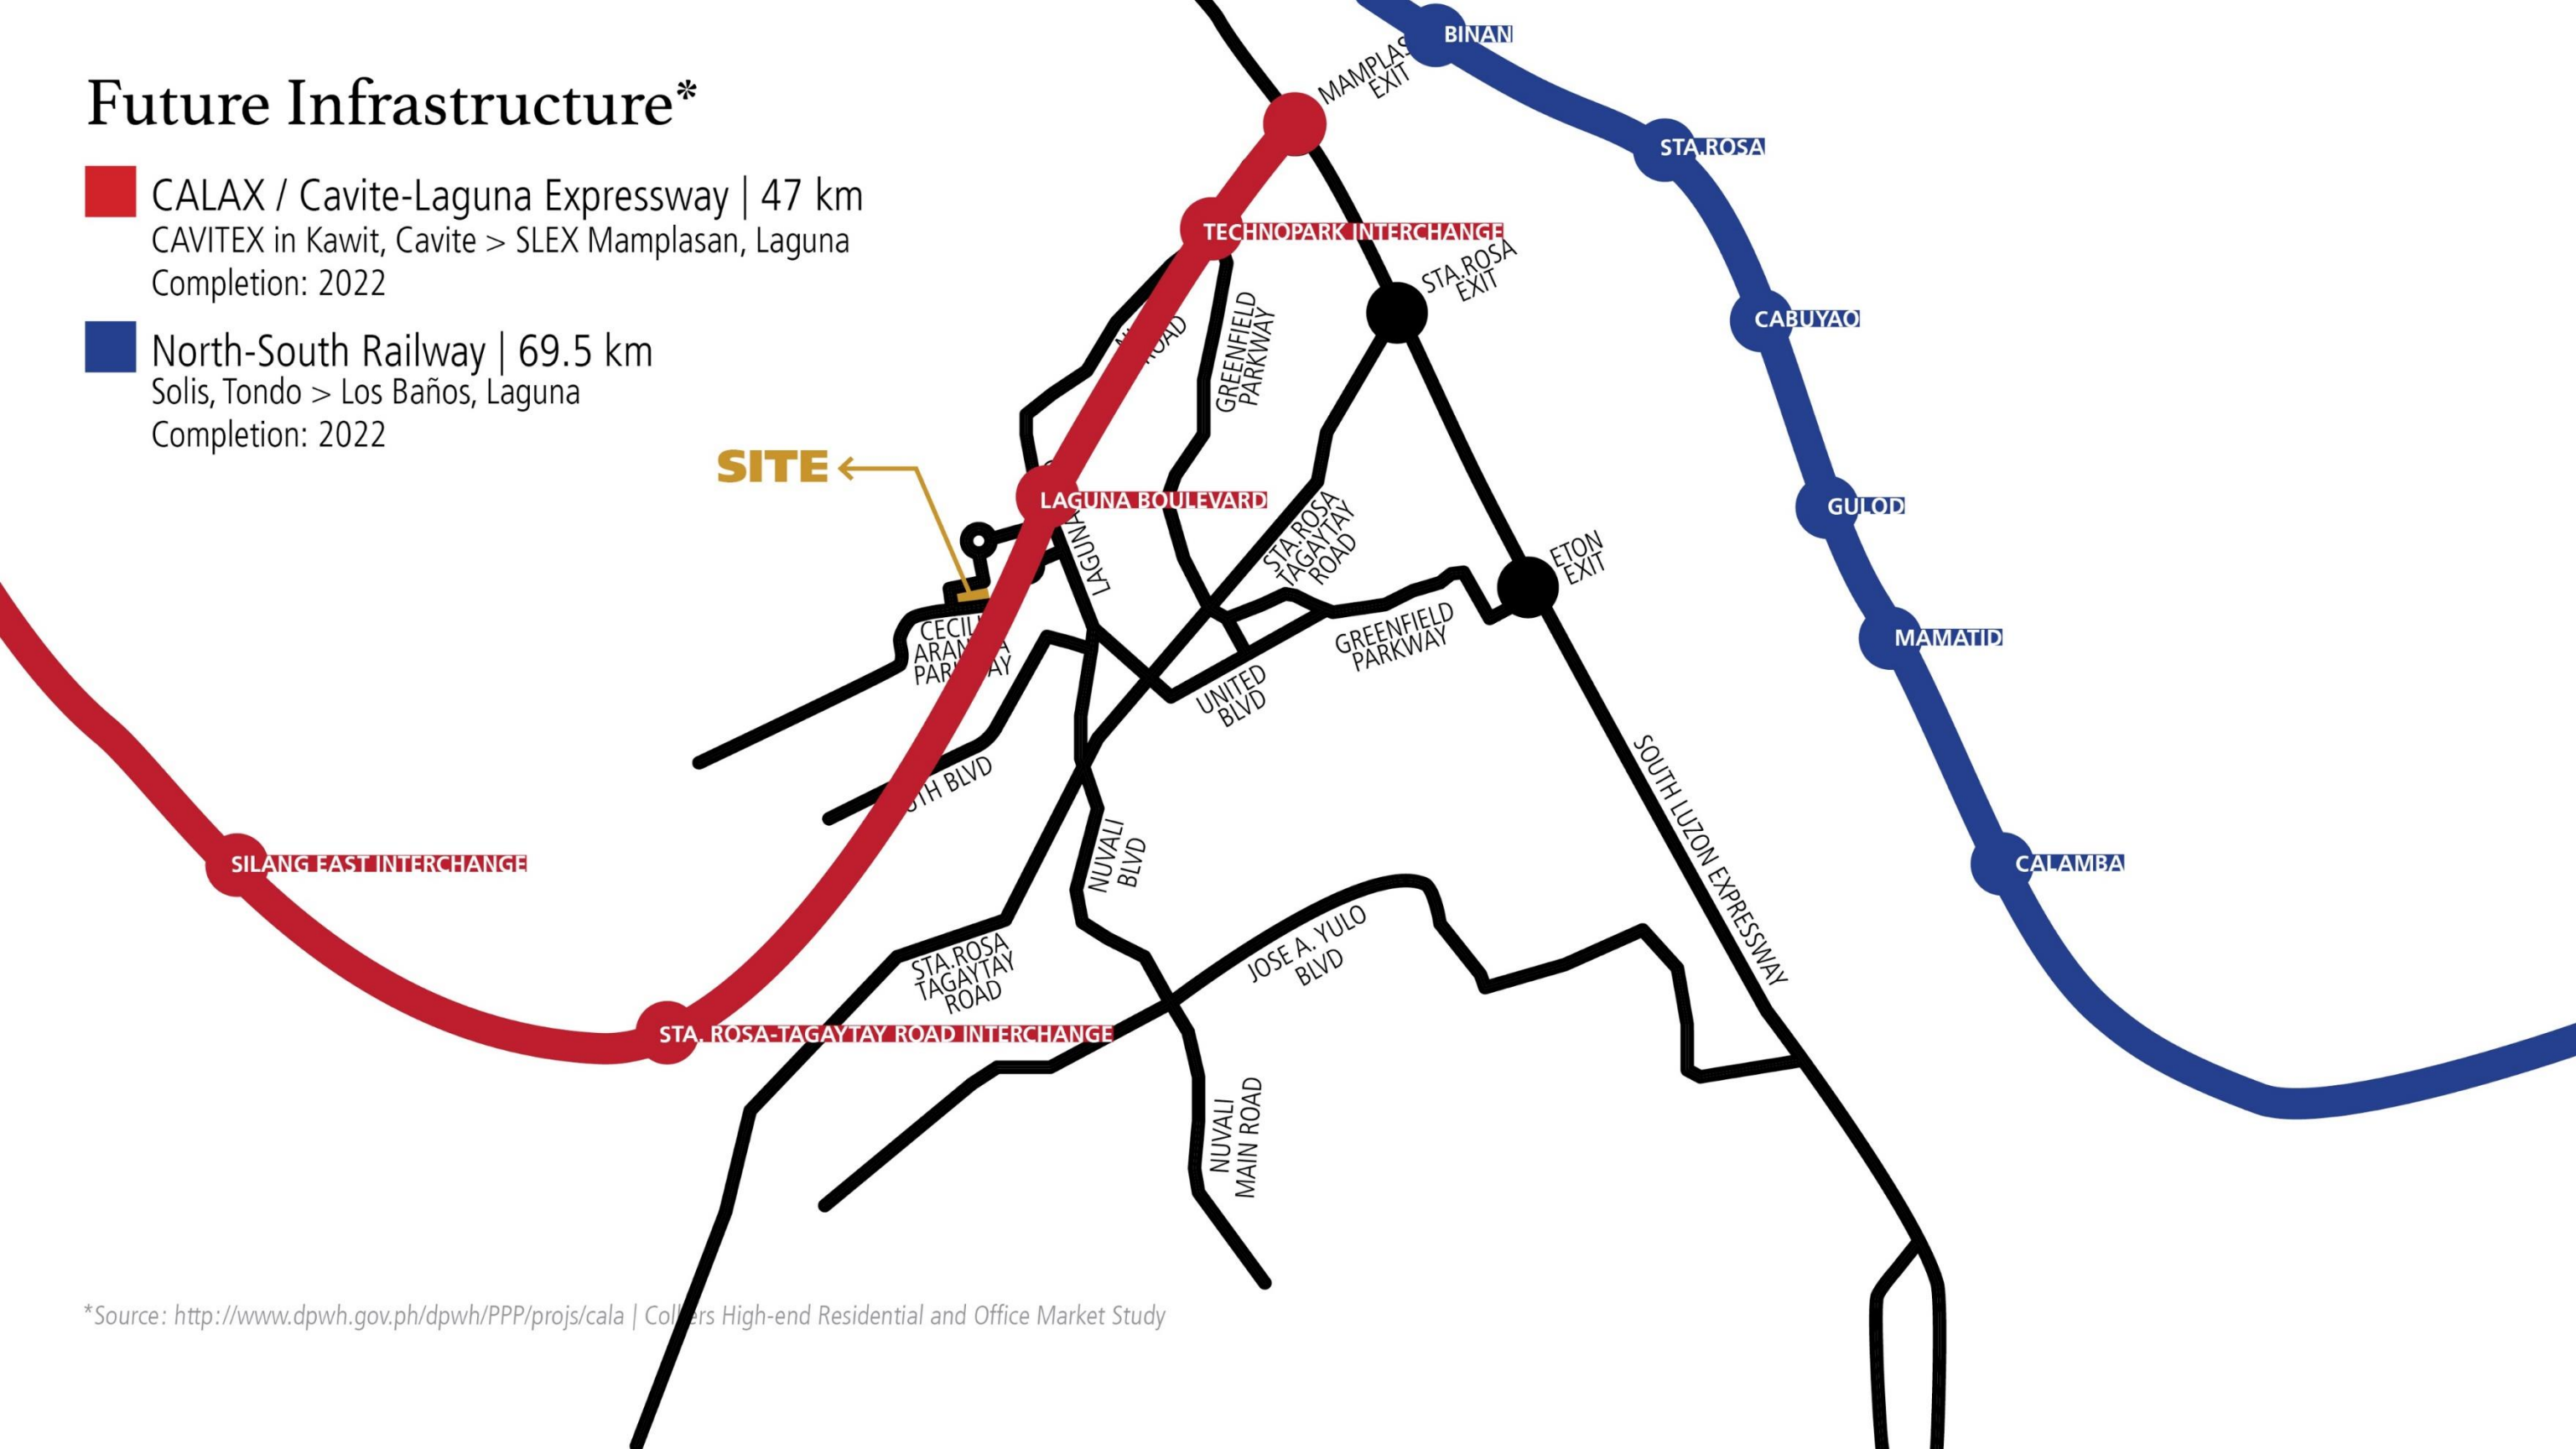 Future Infrastructure*
CALAX / Cavite-Laguna Expressway | 47 km
CAVITEX in Kawit, Cavite > SLEX Mamplasan, Laguna
Completion: 2022
North-South Railway | 69.5 km
Solis, Tondo > Los Baños, Laguna
Completion: 2022
SITE
BINAN
EXIT
STA.ROSA
TECHNOPARK INTERCHANGE
STA.ROSA
EXIT
GREENFIELD
PARKWAY
CABUYAO
LAGUNA BOULEVARD
LAGUNA
STA.ROSA
TAGAYTAY
ROAD
GULOD
ETON
EXIT
GREENFIELD
PARKWAY
UNITED
BLVD
MAMATID
BLVD
SOUTH LUZON EXPRESSWAY
NUVALI
BLVD
SILANG EAST INTERCHANGE
CALAMBA
JOSE A. YULO
BLVD
STA.ROSA
TAGAYTAY
ROAD
STA. ROSA-TAGAYTAY ROAD INTERCHANGE
NUVALI
MAIN ROAD
*Source: http://www.dpwh.gov.ph/dpwh/PPP/projs/cala | Colliers High-end Residential and Office Market Study